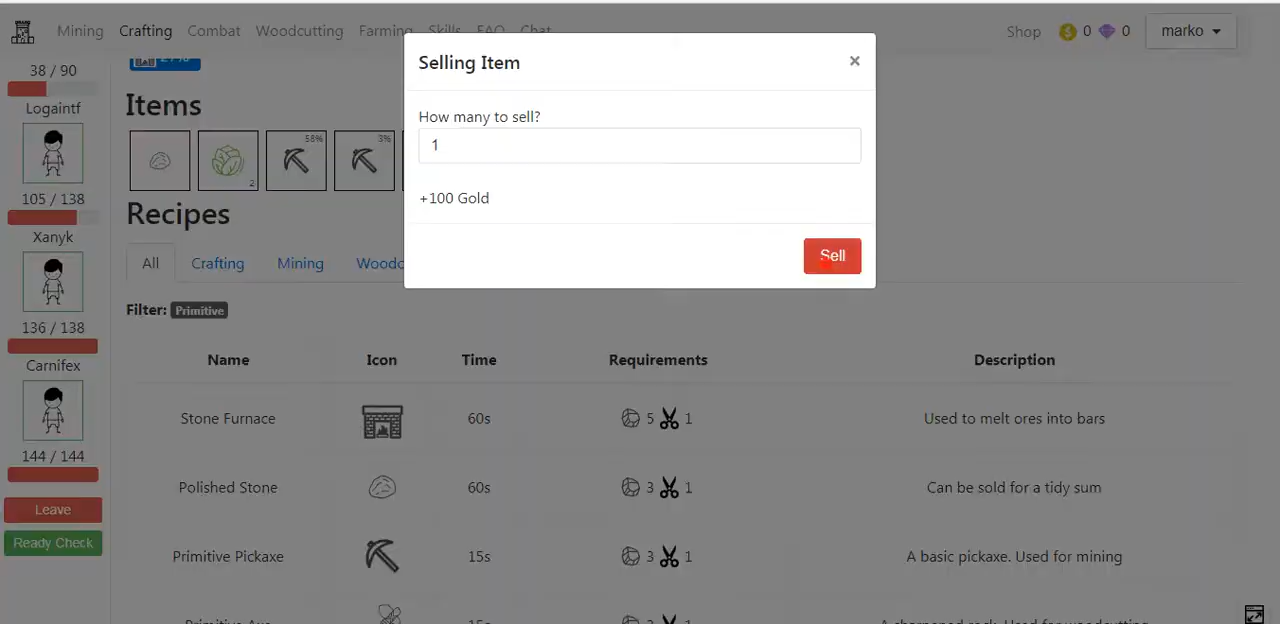 Mining Crafting Combat Woodcutting Farming Skills FAQ Chat Shop 0 0 marko
38 / 90
Logaintf
105 / 138
Xanyk
136 / 138
Carnifex
144 / 144
Leave
Ready Check
Items
58%
3%
2
Recipes
All Crafting Mining Woodc
Filter: Primitive
Name Icon Time Requirements Description
Stone Furnace 60s 5 1 Used to melt ores into bars
Polished Stone 60s 3 1 Can be sold for a tidy sum
Primitive Pickaxe 15s 3 1 A basic pickaxe. Used for mining
Selling Item ×
How many to sell?
1
+100 Gold
Sell